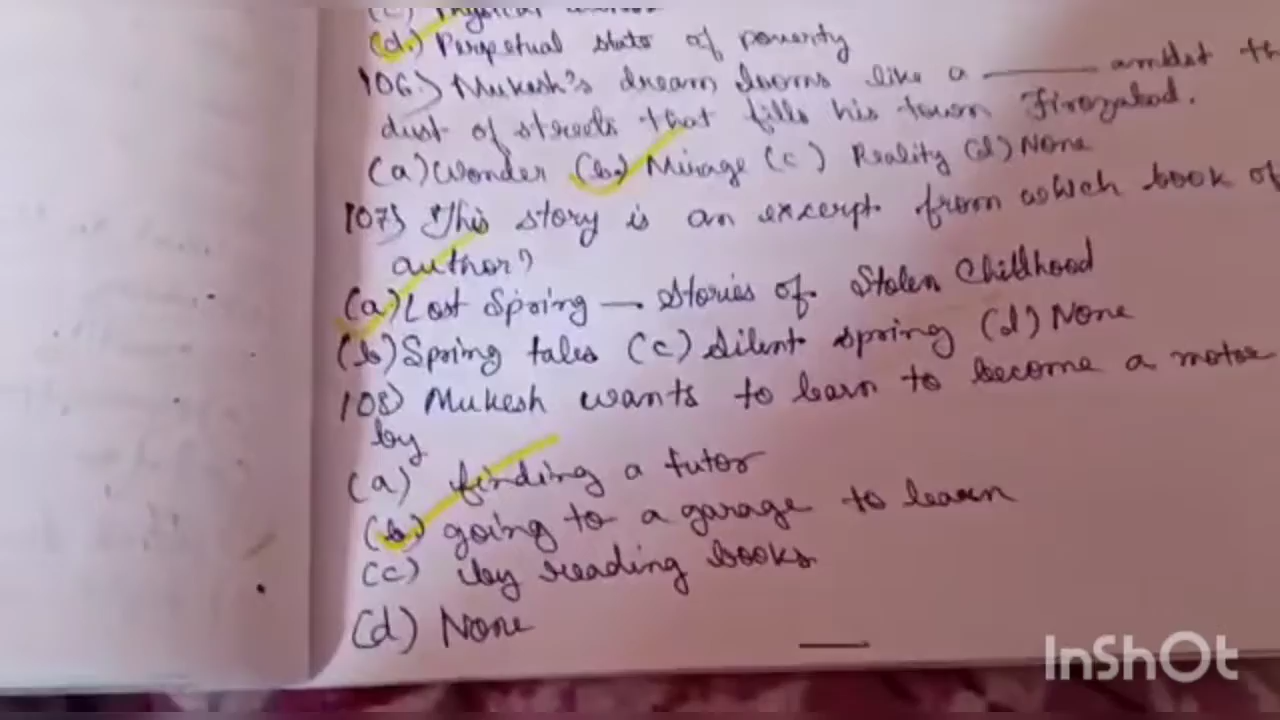 (c) Physical
(d.) Perpetual state of poverty
106.) Mukesh's dream looms like a ______ amidst th
dust of streets that fills his town Firozabad.
(a) Wonder (b.) Mirage (c) Reality (d) None
107) This story is an excerpt from which book of
author?
(a) Lost Spring — Stories of Stolen Childhood
(b) Spring tales (c) Silent spring (d) None
108) Mukesh wants to learn to become a motor
by
(a) finding a tutor
(b) going to a garage to learn
(c) by reading books
(d) None
InShOt